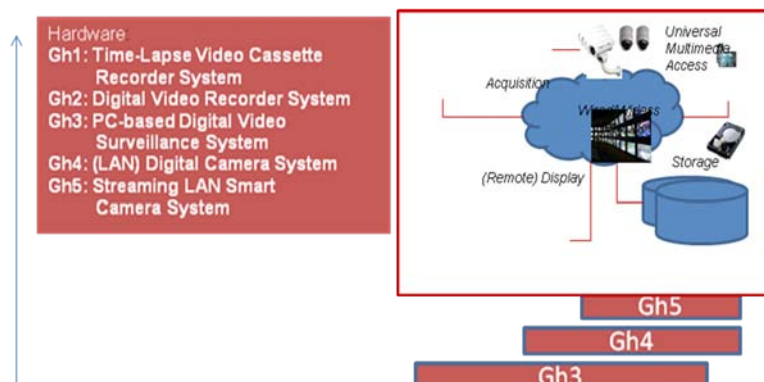 Hardware:
Gh1: Time-Lapse Video Cassette
Recorder System
Gh2: Digital Video Recorder System
Gh3: PC-based Digital Video
Surveillance System
Gh4: (LAN) Digital Camera System
Gh5: Streaming LAN Smart
Camera System
Universal
Multimedia
Access
Acquisition
Wired/Wireless
Storage
(Remote) Display
Gh5
Gh4
Gh3